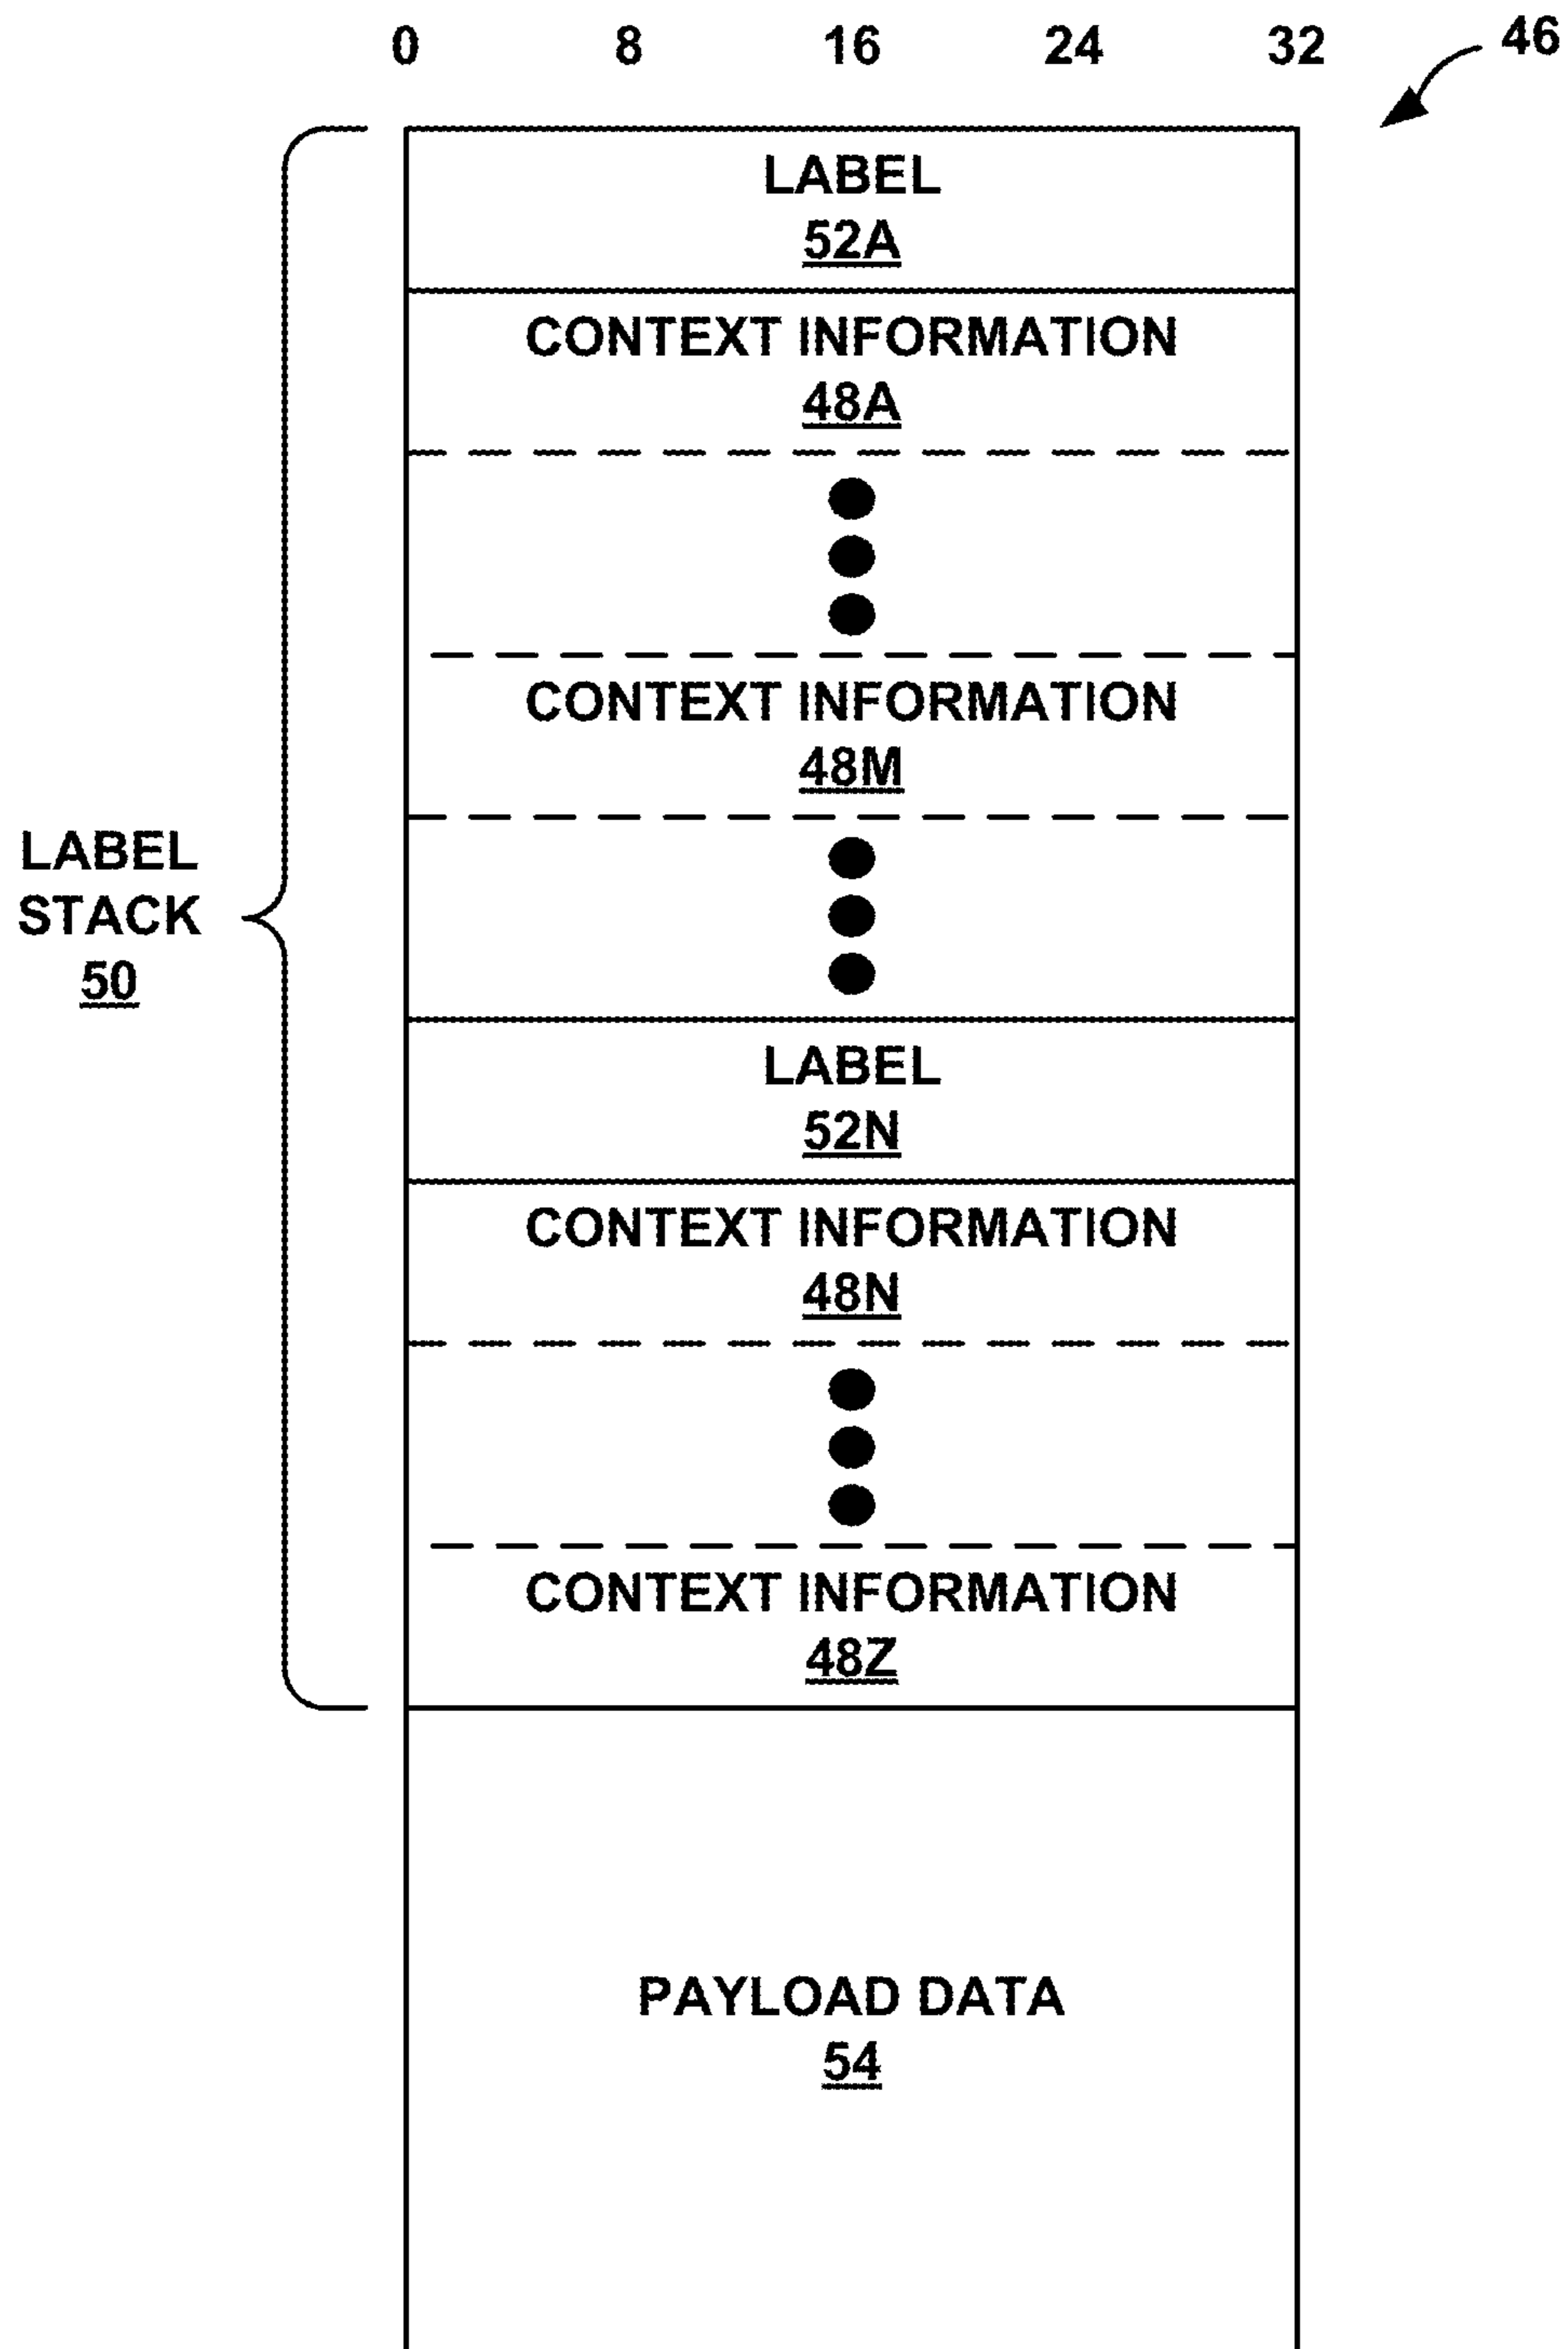 0 8 16 24 32
46
LABEL
52A
CONTEXT INFORMATION
48A
CONTEXT INFORMATION
48M
LABEL
STACK
50
LABEL
52N
CONTEXT INFORMATION
48N
CONTEXT INFORMATION
48Z
PAYLOAD DATA
54